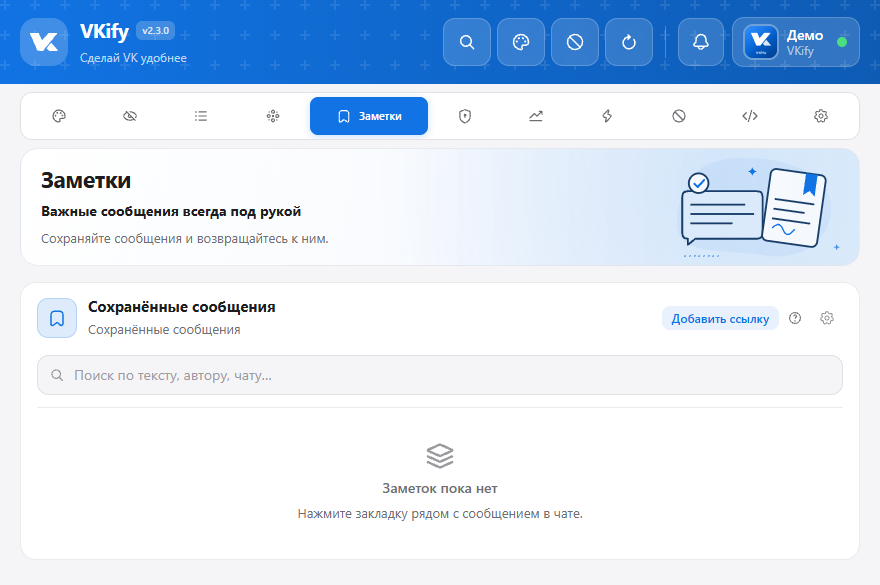 VKify v2.3.0
Сделай VK удобнее
Демо
VKify
Заметки
Заметки
Важные сообщения всегда под рукой
Сохраняйте сообщения и возвращайтесь к ним.
Сохранённые сообщения
Сохранённые сообщения
Добавить ссылку
Поиск по тексту, автору, чату...
Заметок пока нет
Нажмите закладку рядом с сообщением в чате.